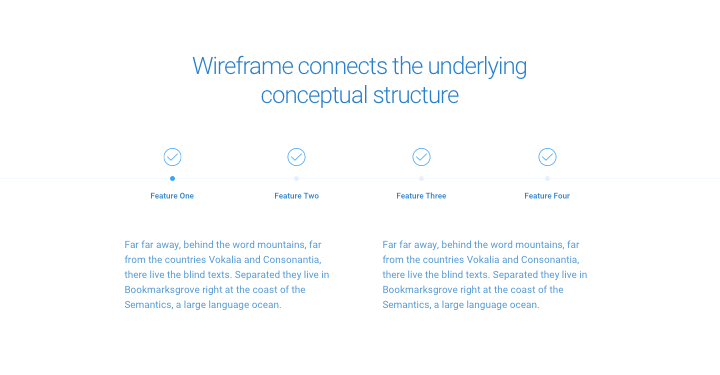 Wireframe connects the underlying
conceptual structure
Feature One
Feature Two
Feature Three
Feature Four
Far far away, behind the word mountains, far
from the countries Vokalia and Consonantia,
there live the blind texts. Separated they live in
Bookmarksgrove right at the coast of the
Semantics, a large language ocean.
Far far away, behind the word mountains, far
from the countries Vokalia and Consonantia,
there live the blind texts. Separated they live in
Bookmarksgrove right at the coast of the
Semantics, a large language ocean.